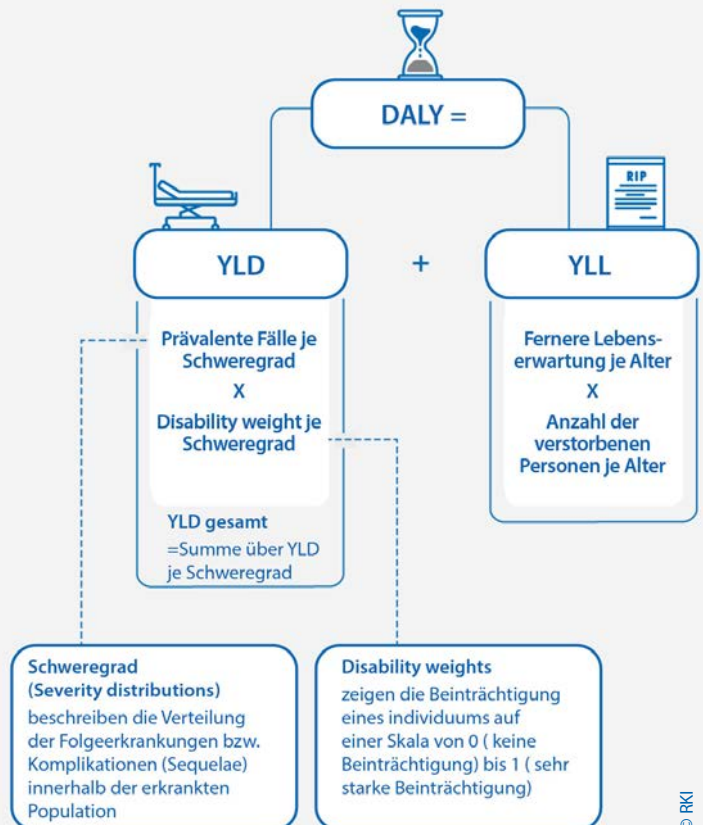 DALY =
RIP
YLD
+
YLL
Prävalente Fälle je
Schweregrad
X
Disability weight je
Schweregrad
Fernere Lebens-
erwartung je Alter
X
Anzahl der
verstorbenen
Personen je Alter
YLD gesamt
=Summe über YLD
je Schweregrad
Schweregrad
(Severity distributions)
beschreiben die Verteilung
der Folgeerkrankungen bzw.
Komplikationen (Sequelae)
innerhalb der erkrankten
Population
Disability weights
zeigen die Beinträchtigung
eines individuums auf
einer Skala von 0 ( keine
Beinträchtigung) bis 1 ( sehr
starke Beinträchtigung)
© RKI